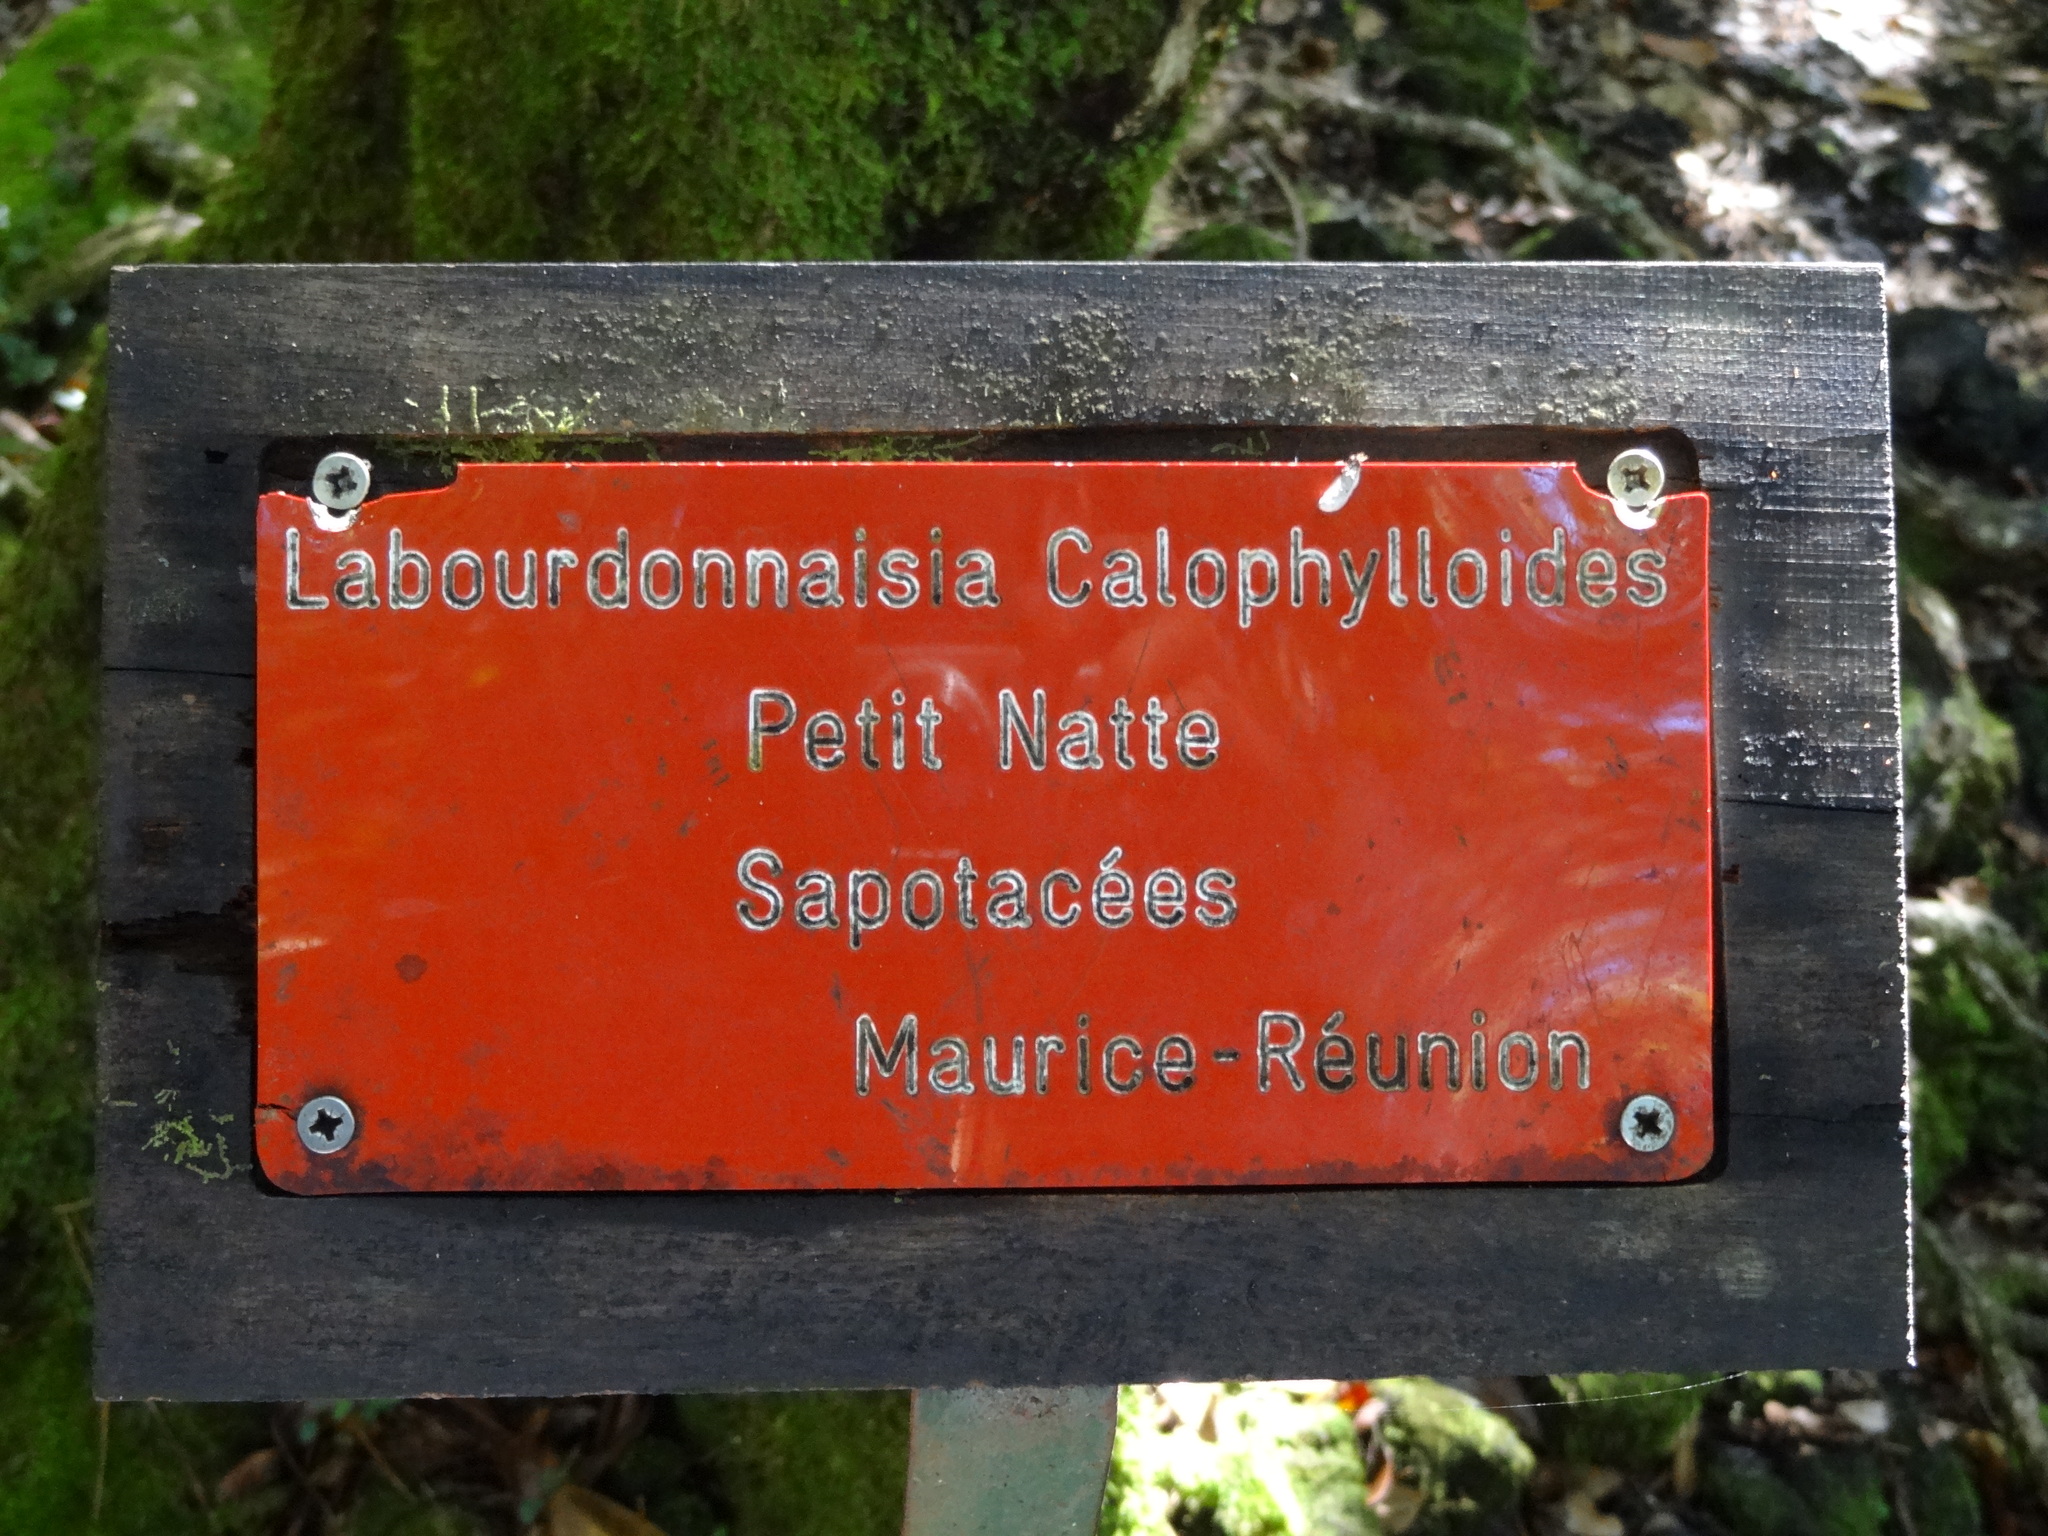 Labourdonnaisia Calophylloides
Petit Natte
Sapotacées
Maurice-Réunion